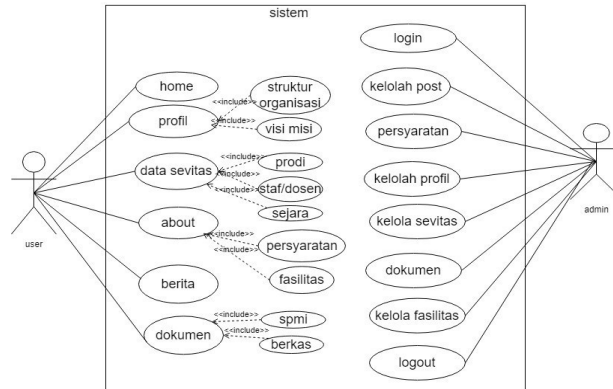 sistem
login
home
struktur
organisasi
<<include>>
kelolah post
profil
<<include>>
visi misi
persyaratan
data sevitas
<<include>>
prodi
<<include>>
staf/dosen
kelolah profil
<<include>>
sejara
kelola sevitas
about
<<include>>
persyaratan
<<include>>
user
admin
dokumen
berita
fasilitas
<<include>>
spmi
kelola fasilitas
dokumen
<<include>>
berkas
logout